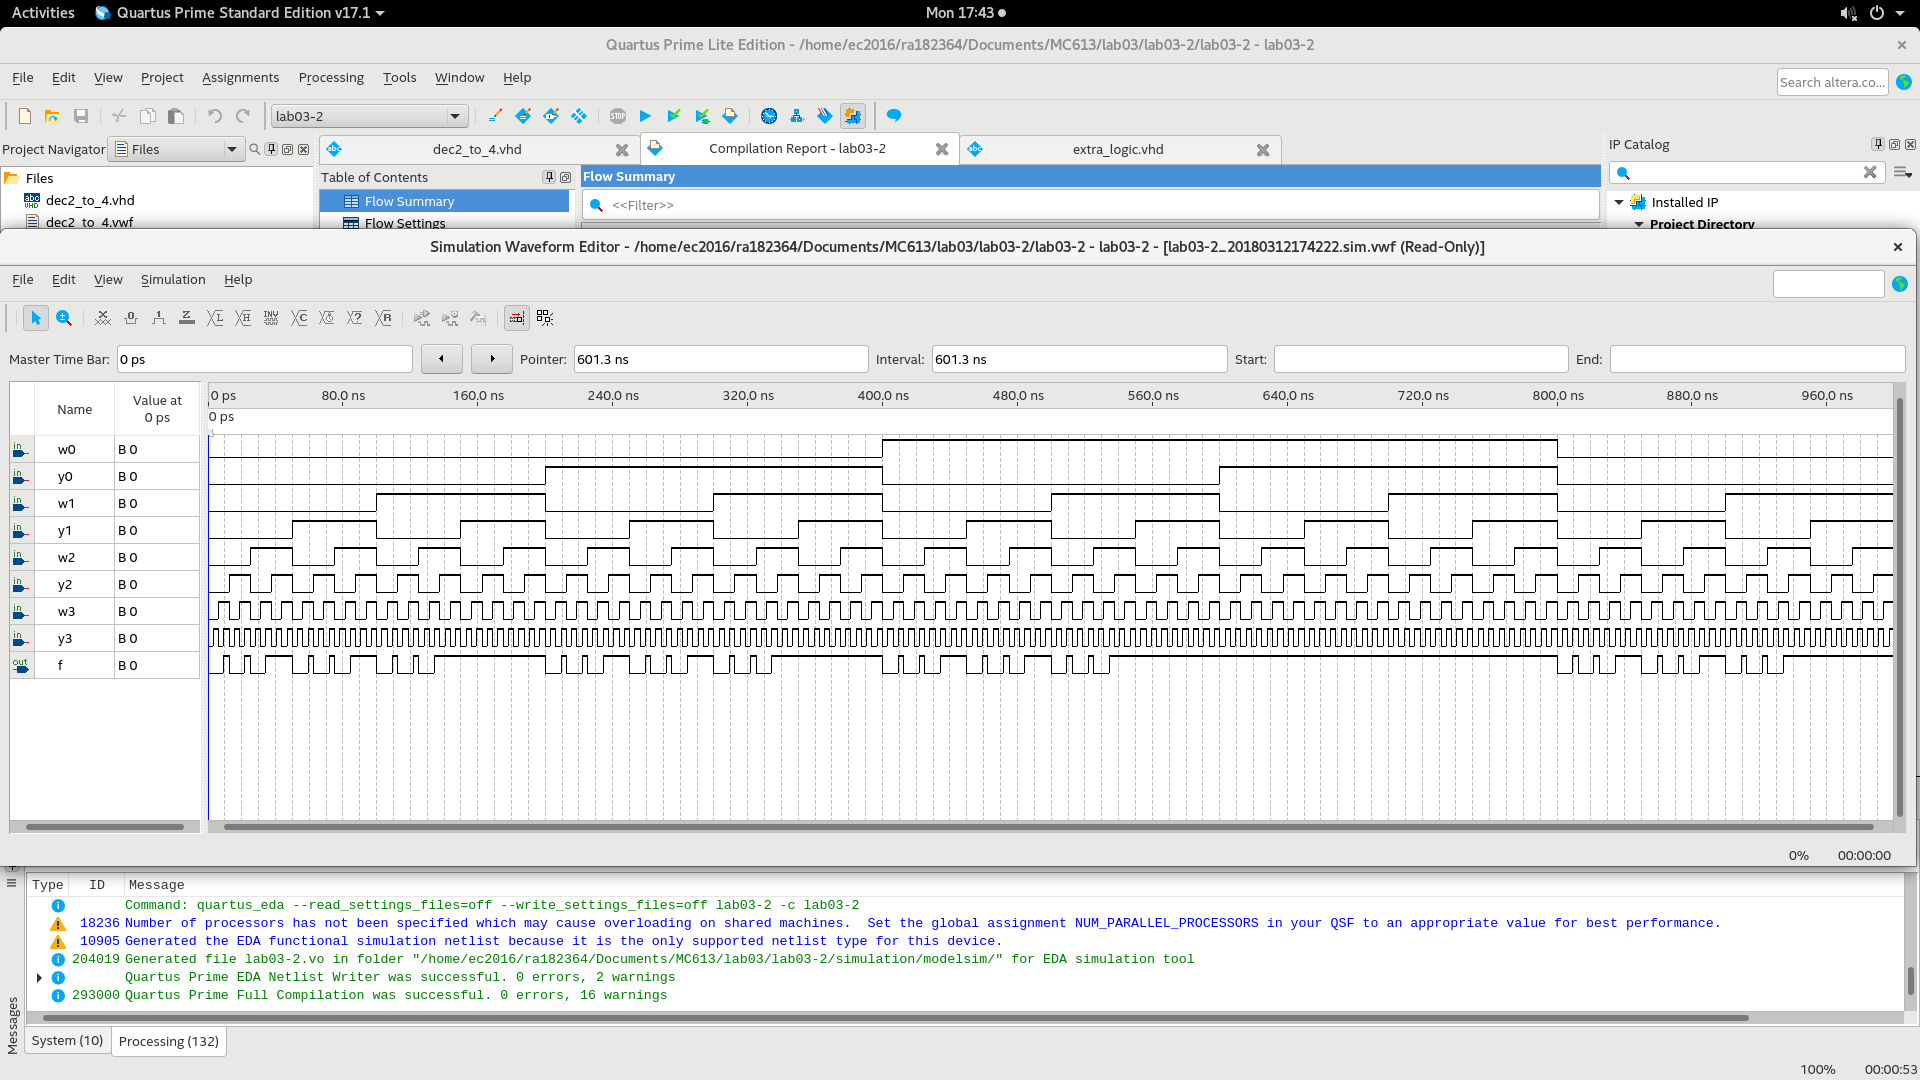 Activities Quartus Prime Standard Edition v17.1 Mon 17:43
Quartus Prime Lite Edition - /home/ec2016/ra182364/Documents/MC613/lab03/lab03-2/lab03-2 - lab03-2
File Edit View Project Assignments Processing Tools Window Help Search altera.co...
lab03-2 STOP
Project Navigator Files dec2_to_4.vhd Compilation Report - lab03-2 extra_logic.vhd IP Catalog
Files Table of Contents Flow Summary
dec2_to_4.vhd Flow Summary <<Filter>> Installed IP
dec2_to_4.vwf Flow Settings Project Directory
Simulation Waveform Editor - /home/ec2016/ra182364/Documents/MC613/lab03/lab03-2/lab03-2 - lab03-2 - [lab03-2_20180312174222.sim.vwf (Read-Only)]
File Edit View Simulation Help
Master Time Bar: 0 ps Pointer: 601.3 ns Interval: 601.3 ns Start: End:
Name Value at 0 ps
0 ps 80.0 ns 160.0 ns 240.0 ns 320.0 ns 400.0 ns 480.0 ns 560.0 ns 640.0 ns 720.0 ns 800.0 ns 880.0 ns 960.0 ns
0 ps
in w0 B 0
in y0 B 0
in w1 B 0
in y1 B 0
in w2 B 0
in y2 B 0
in w3 B 0
in y3 B 0
out f B 0
0% 00:00:00
Type ID Message
Command: quartus_eda --read_settings_files=off --write_settings_files=off lab03-2 -c lab03-2
18236 Number of processors has not been specified which may cause overloading on shared machines.  Set the global assignment NUM_PARALLEL_PROCESSORS in your QSF to an appropriate value for best performance.
10905 Generated the EDA functional simulation netlist because it is the only supported netlist type for this device.
204019 Generated file lab03-2.vo in folder "/home/ec2016/ra182364/Documents/MC613/lab03/lab03-2/simulation/modelsim/" for EDA simulation tool
Quartus Prime EDA Netlist Writer was successful. 0 errors, 2 warnings
293000 Quartus Prime Full Compilation was successful. 0 errors, 16 warnings
Messages
System (10) Processing (132)
100% 00:00:53